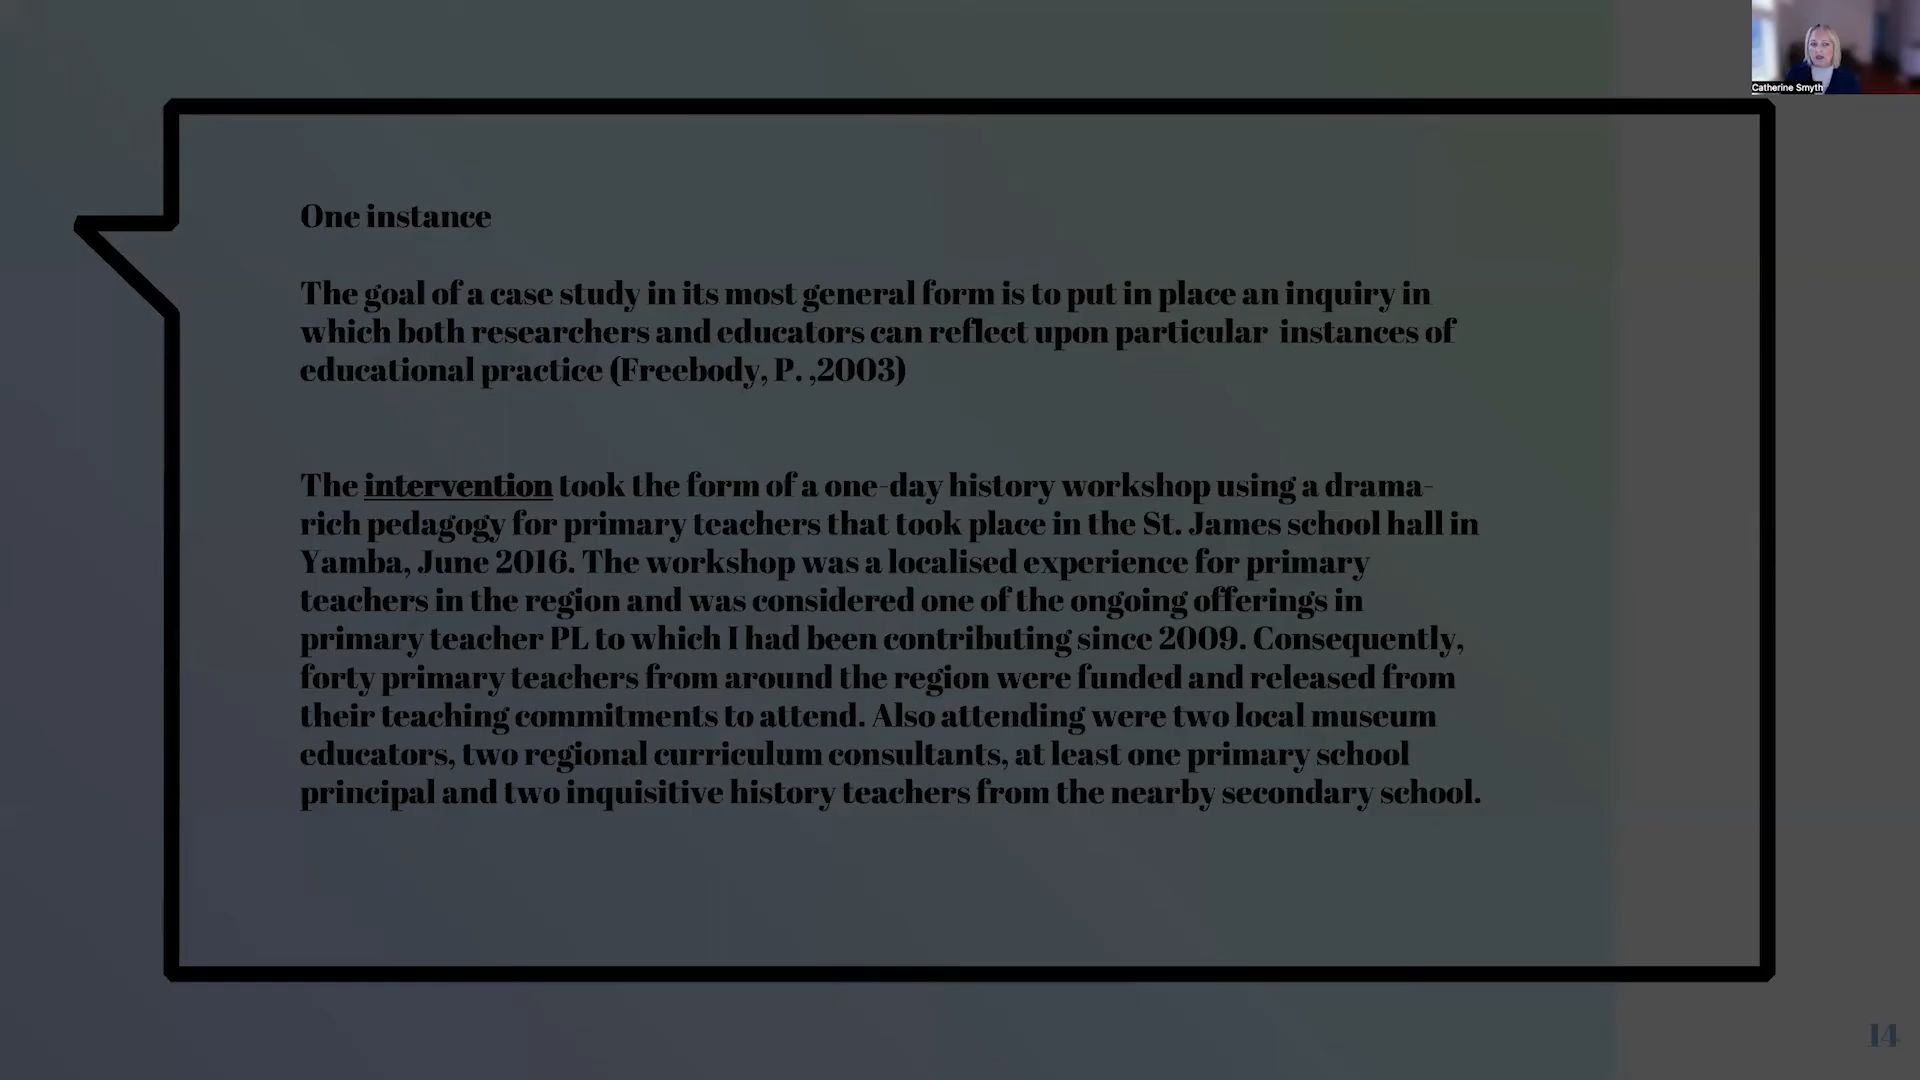 Catherine Smyth
One instance
The goal of a case study in its most general form is to put in place an inquiry in
which both researchers and educators can reflect upon particular  instances of
educational practice (Freebody, P. ,2003)
The intervention took the form of a one-day history workshop using a drama-
rich pedagogy for primary teachers that took place in the St. James school hall in
Yamba, June 2016. The workshop was a localised experience for primary
teachers in the region and was considered one of the ongoing offerings in
primary teacher PL to which I had been contributing since 2009. Consequently,
forty primary teachers from around the region were funded and released from
their teaching commitments to attend. Also attending were two local museum
educators, two regional curriculum consultants, at least one primary school
principal and two inquisitive history teachers from the nearby secondary school.
14